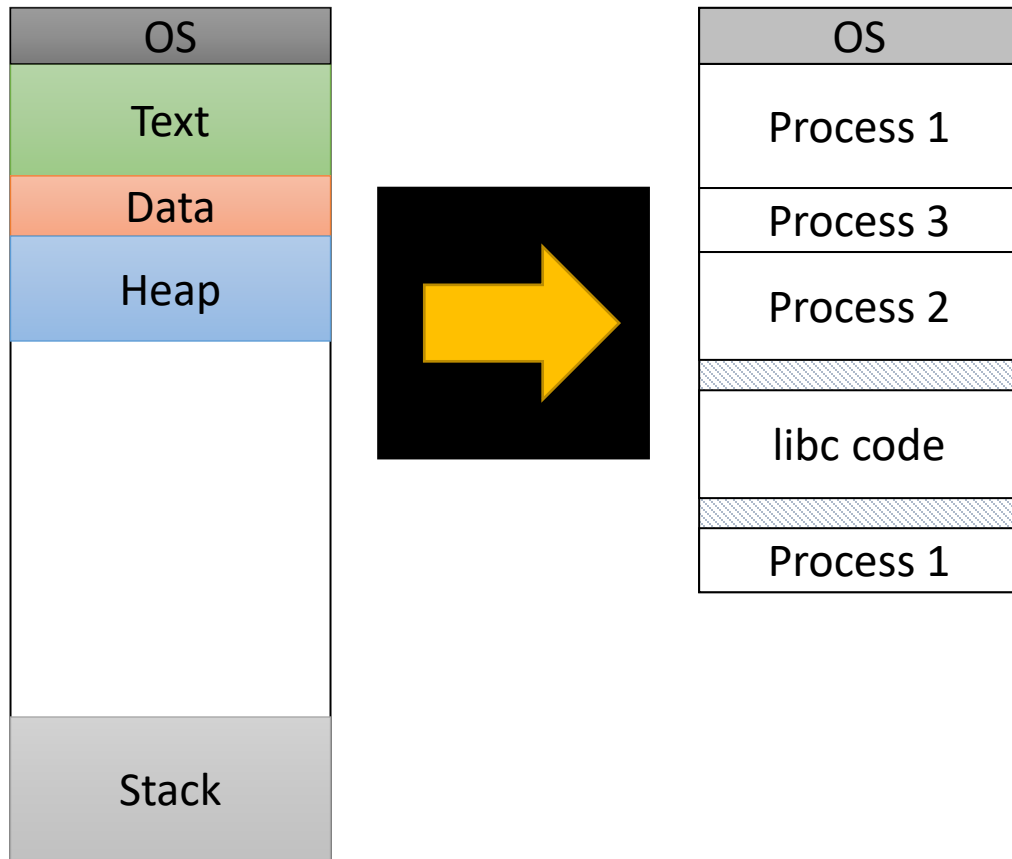 OS
Text
Data
Heap
Stack
OS
Process 1
Process 3
Process 2
libc code
Process 1